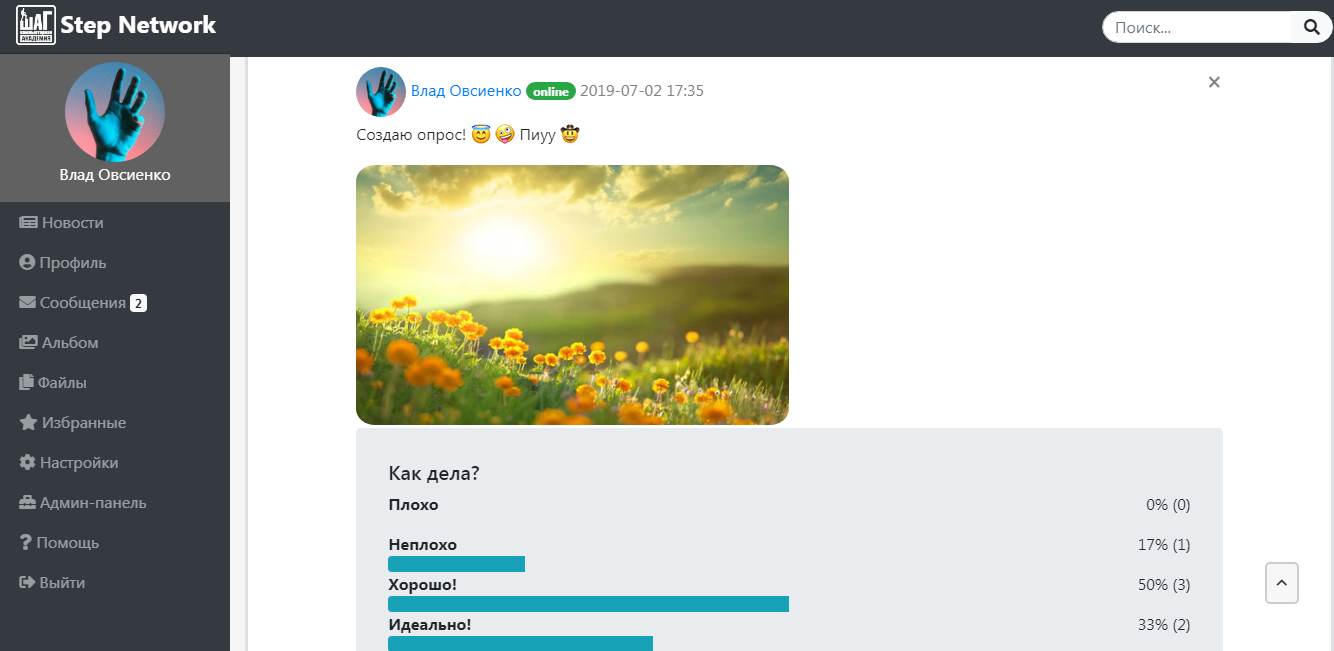 ШАГ
КОМПЬЮТЕРНАЯ
АКАДЕМИЯ
Step Network
Поиск...
Влад Овсиенко
Новости
Профиль
Сообщения 2
Альбом
Файлы
Избранные
Настройки
Админ-панель
Помощь
Выйти
Влад Овсиенко online 2019-07-02 17:35
Создаю опрос! 😇 🤪 Пиуу 🤠
Как дела?
Плохо 0% (0)
Неплохо 17% (1)
Хорошо! 50% (3)
Идеально! 33% (2)